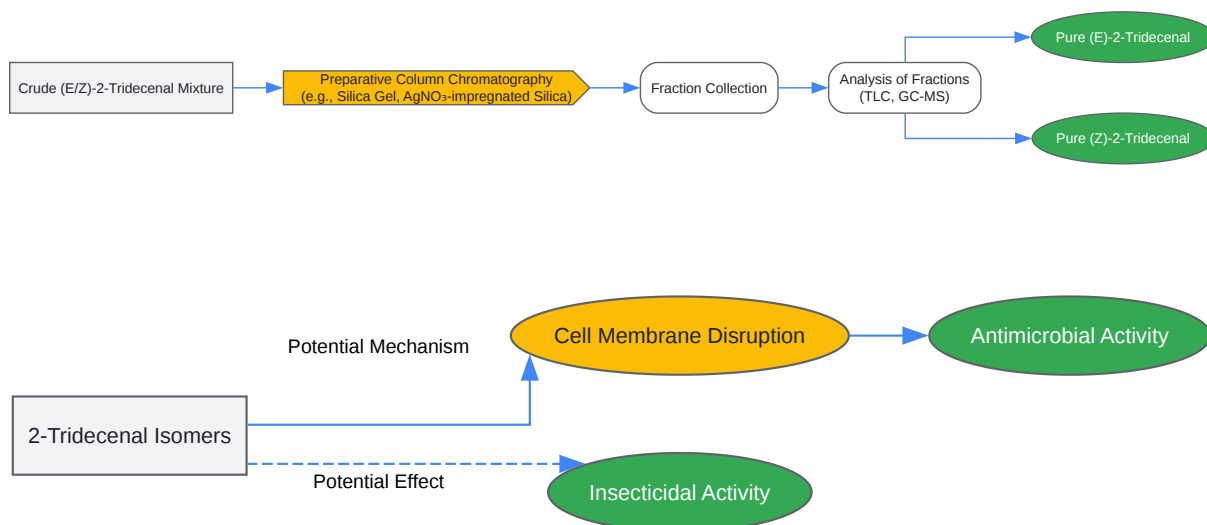 Pure (E)-2-Tridecenal
Crude (E/Z)-2-Tridecenal Mixture
Preparative Column Chromatography
(e.g., Silica Gel, AgNO₃-impregnated Silica)
Fraction Collection
Analysis of Fractions
(TLC, GC-MS)
Pure (Z)-2-Tridecenal
Potential Mechanism
Cell Membrane Disruption
Antimicrobial Activity
2-Tridecenal Isomers
Potential Effect
Insecticidal Activity